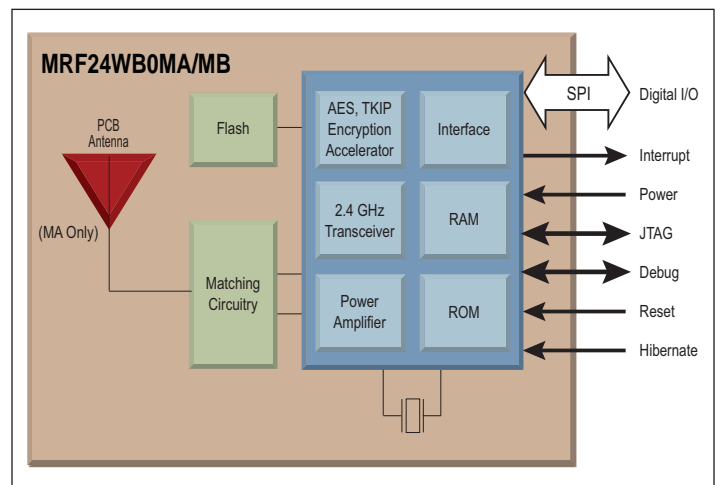 MRF24WB0MA/MB
PCB
Antenna
(MA Only)
Flash
Matching
Circuitry
AES, TKIP
Encryption
Accelerator
Interface
2.4 GHz
Transceiver
RAM
Power
Amplifier
ROM
SPI
Digital I/O
Interrupt
Power
JTAG
Debug
Reset
Hibernate